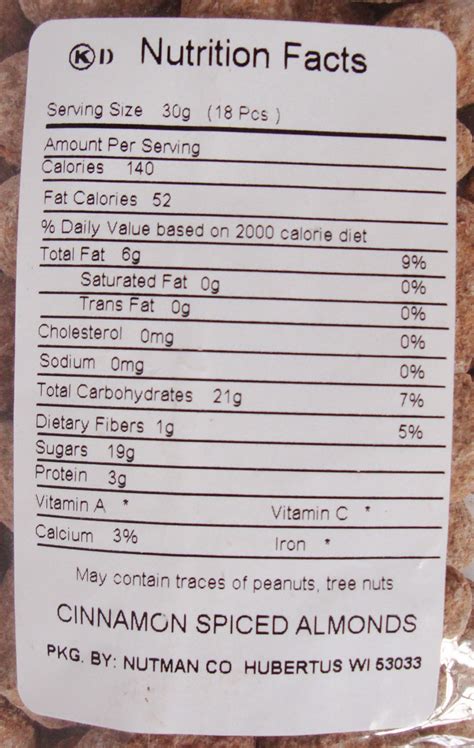 K D Nutrition Facts
Serving Size 30g (18 Pcs )
Amount Per Serving
Calories 140
Fat Calories 52
% Daily Value based on 2000 calorie diet
Total Fat 6g 9%
Saturated Fat 0g 0%
Trans Fat 0g 0%
Cholesterol 0mg 0%
Sodium 0mg 0%
Total Carbohydrates 21g 7%
Dietary Fibers 1g 5%
Sugars 19g
Protein 3g
Vitamin A * Vitamin C *
Calcium 3% Iron *
May contain traces of peanuts, tree nuts
CINNAMON SPICED ALMONDS
PKG. BY: NUTMAN CO HUBERTUS WI 53033